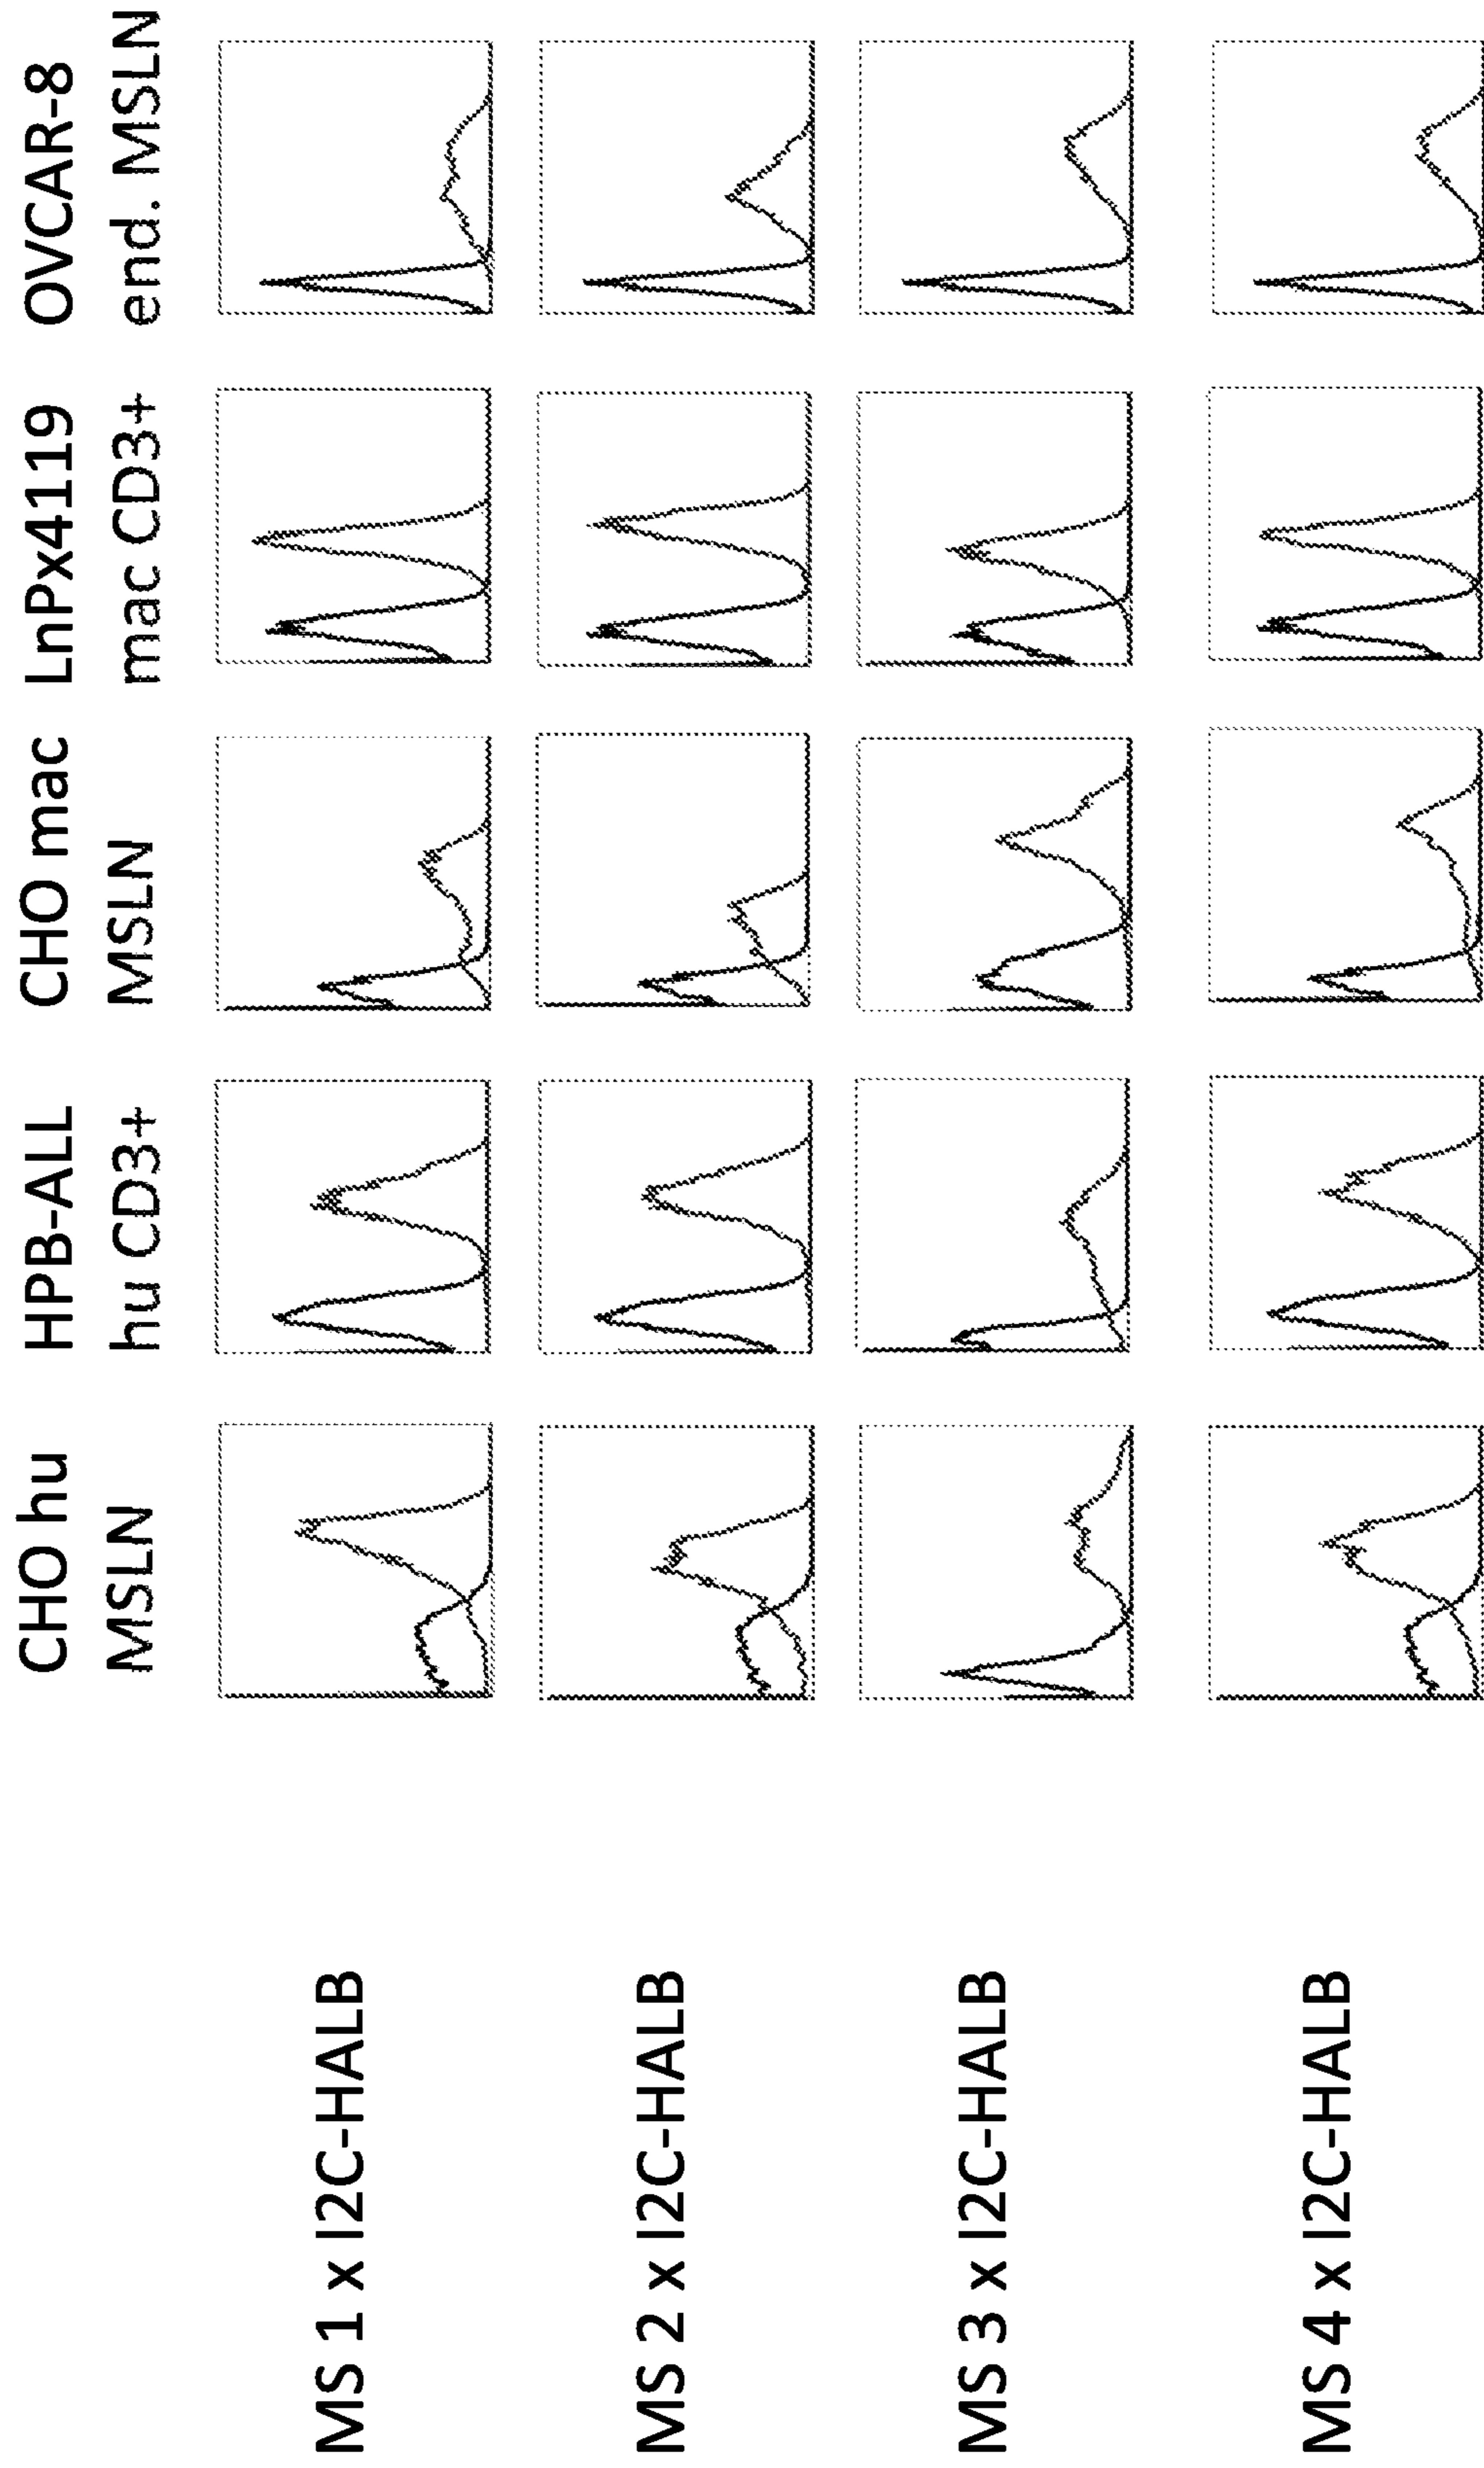 CHO hu
MSLN
HPB-ALL
hu CD3+
CHO mac
MSLN
LnPx4119
mac CD3+
OVCAR-8
end. MSLN
MS 1 x I2C-HALB
MS 2 x I2C-HALB
MS 3 x I2C-HALB
MS 4 x I2C-HALB